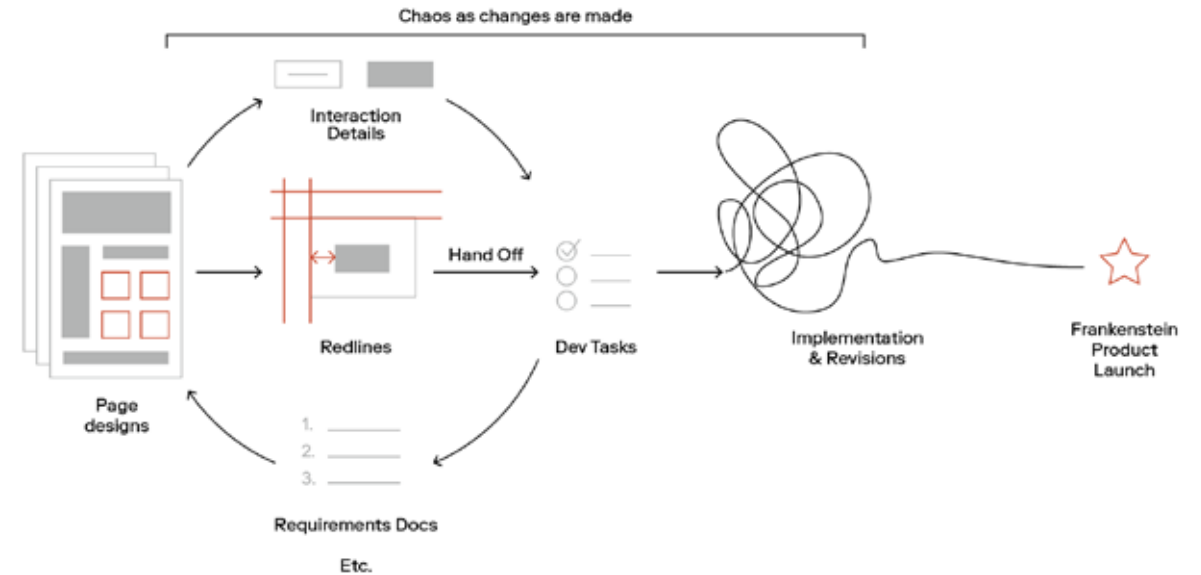 Chaos as changes are made
Interaction
Details
Hand Off
Redlines
Dev Tasks
Implementation
& Revisions
Frankenstein
Product
Launch
Page
designs
1.
2.
3.
Requirements Docs
Etc.